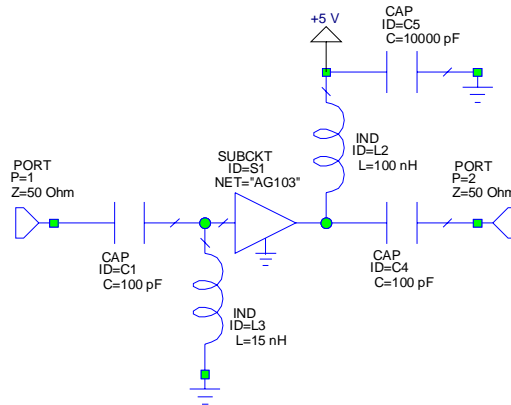 +5 V
CAP
ID=C5
C=10000 pF
IND
ID=L2
L=100 nH
SUBCKT
ID=S1
NET="AG103"
PORT
P=1
Z=50 Ohm
PORT
P=2
Z=50 Ohm
CAP
ID=C1
C=100 pF
CAP
ID=C4
C=100 pF
IND
ID=L3
L=15 nH